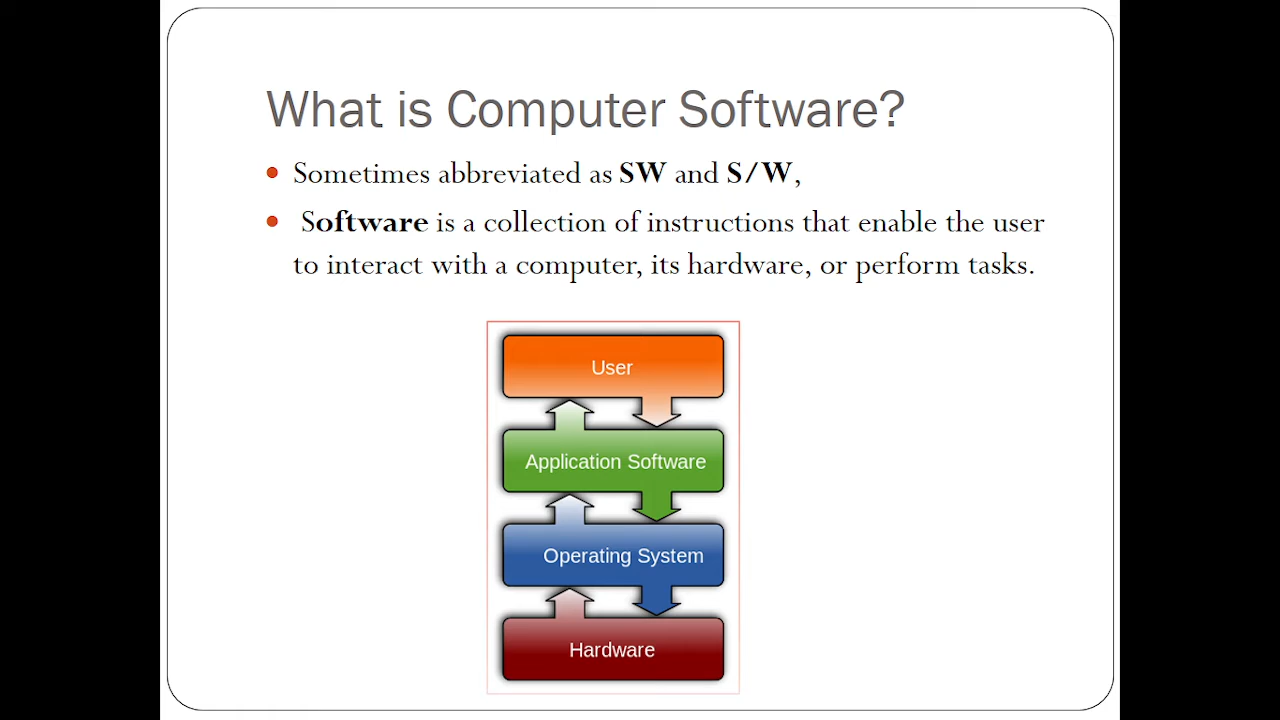 What is Computer Software?
• Sometimes abbreviated as SW and S/W,
• Software is a collection of instructions that enable the user
to interact with a computer, its hardware, or perform tasks.
User
Application Software
Operating System
Hardware